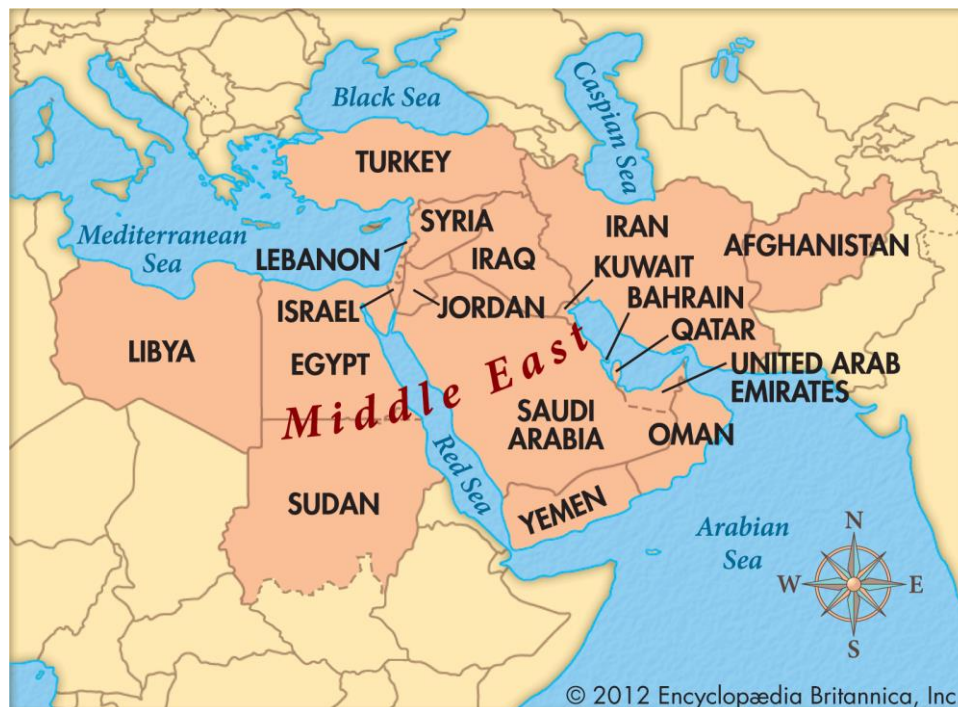 Black Sea
Caspian Sea
TURKEY
Mediterranean
Sea
SYRIA
LEBANON
IRAQ
IRAN
AFGHANISTAN
KUWAIT
ISRAEL
JORDAN
BAHRAIN
QATAR
LIBYA
EGYPT
Middle East
UNITED ARAB
EMIRATES
SAUDI
ARABIA
OMAN
Red Sea
SUDAN
YEMEN
Arabian
Sea
N
W
E
S
© 2012 Encyclopædia Britannica, Inc